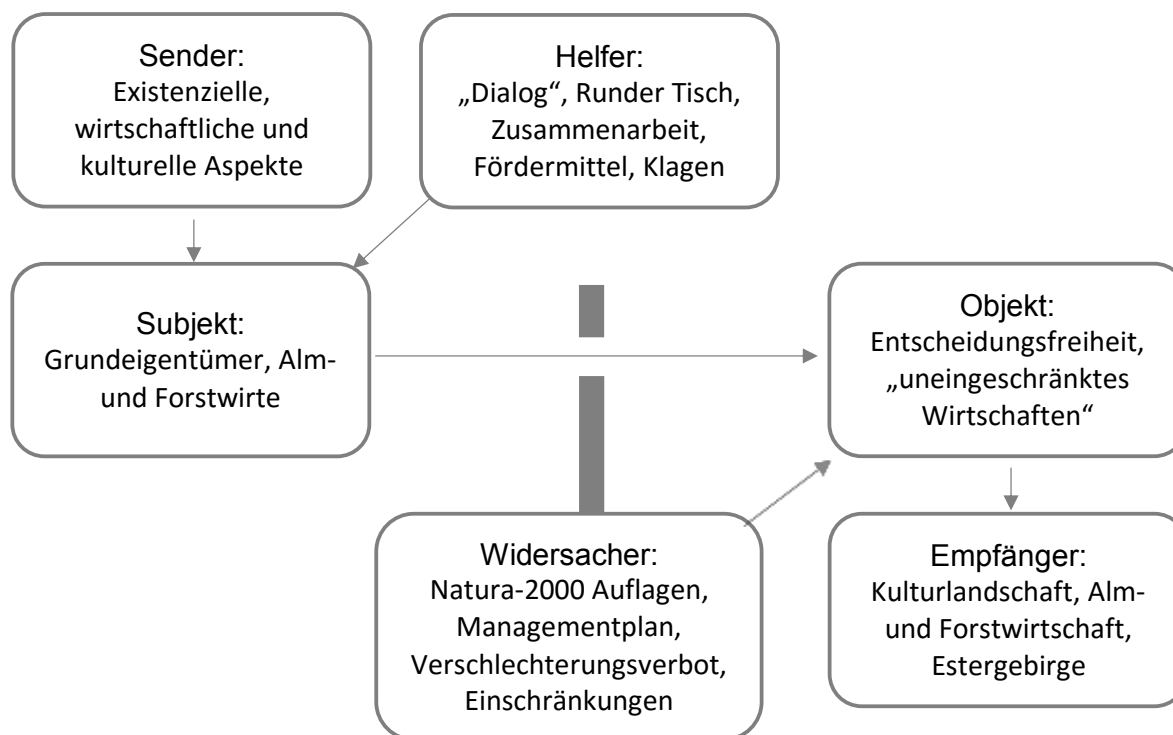 Sender:
Existenzielle,
wirtschaftliche und
kulturelle Aspekte
Helfer:
„Dialog“, Runder Tisch,
Zusammenarbeit,
Fördermittel, Klagen
Subjekt:
Grundeigentümer, Alm-
und Forstwirte
Objekt:
Entscheidungsfreiheit,
„uneingeschränktes
Wirtschaften“
Widersacher:
Natura-2000 Auflagen,
Managementplan,
Verschlechterungsverbot,
Einschränkungen
Empfänger:
Kulturlandschaft, Alm-
und Forstwirtschaft,
Estergebirge